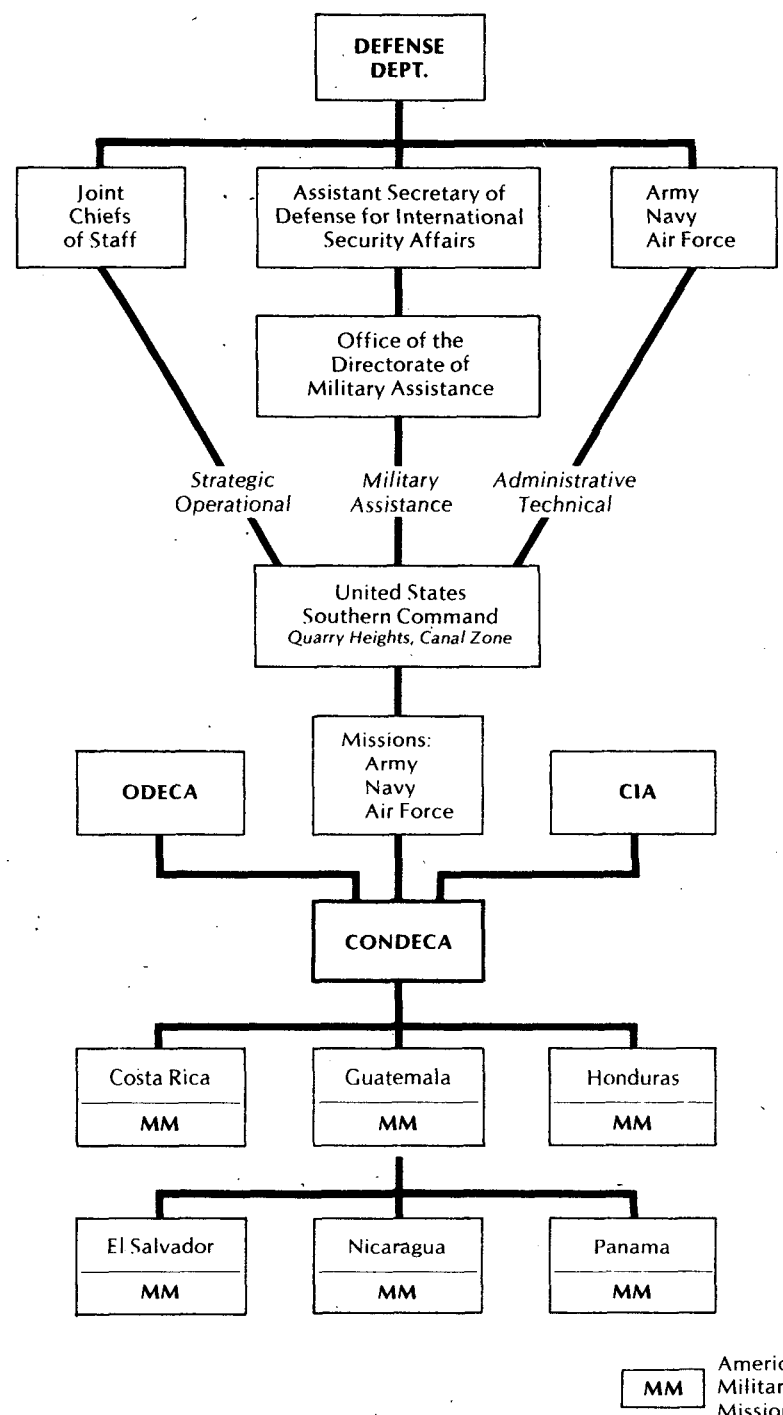 DEFENSE
DEPT.
Joint
Chiefs
of Staff
Assistant Secretary of
Defense for International
Security Affairs
Army
Navy
Air Force
Office of the
Directorate of
Military Assistance
Strategic
Operational
Military
Assistance
Administrative
Technical
United States
Southern Command
Quarry Heights, Canal Zone
Missions:
Army
Navy
Air Force
ODECA
CIA
CONDECA
Costa Rica
MM
Guatemala
MM
Honduras
MM
El Salvador
MM
Nicaragua
MM
Panama
MM
MM